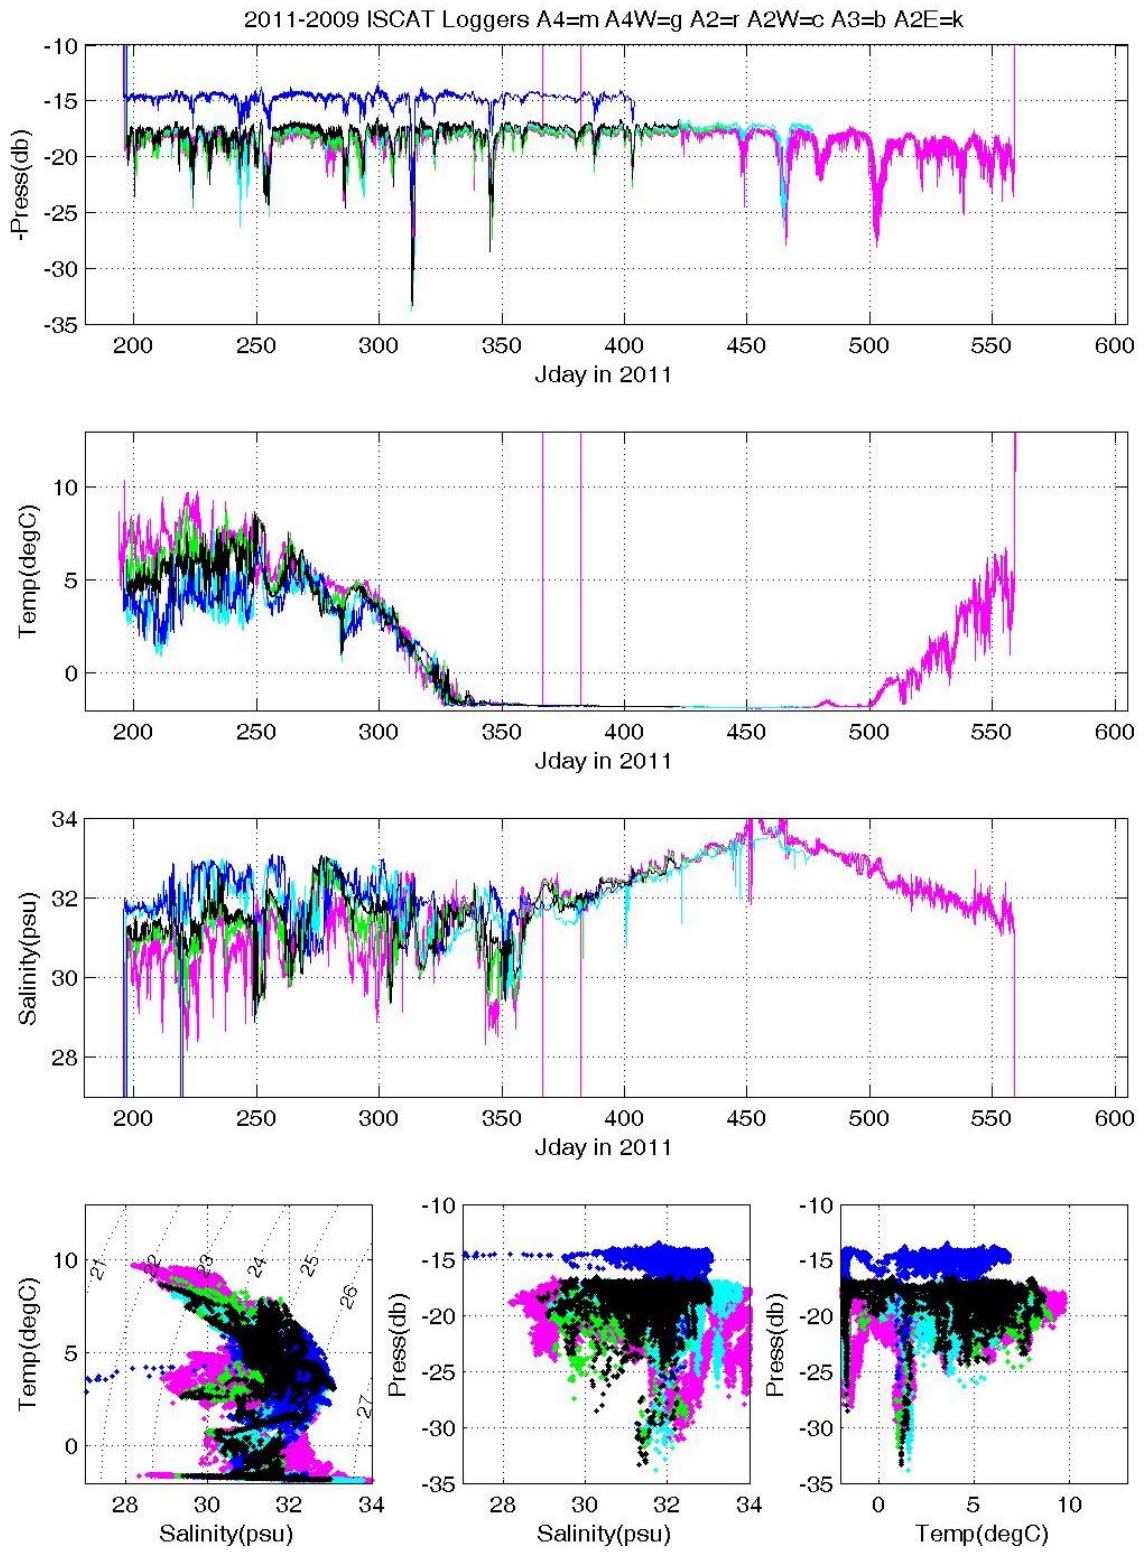 2011-2009 ISCAT Loggers A4=m A4W=g A2=r A2W=c A3=b A2E=k
-10
-15
-20
-25
-30
-35
-Press(db)
200 250 300 350 400 450 500 550 600
Jday in 2011
10
5
0
Temp(degC)
200 250 300 350 400 450 500 550 600
Jday in 2011
34
32
30
28
Salinity(psu)
200 250 300 350 400 450 500 550 600
Jday in 2011
10
5
0
Temp(degC)
21 22 23 24 25 26 27
28 30 32 34
Salinity(psu)
-10
-15
-20
-25
-30
-35
Press(db)
28 30 32 34
Salinity(psu)
-10
-15
-20
-25
-30
-35
Press(db)
0 5 10
Temp(degC)